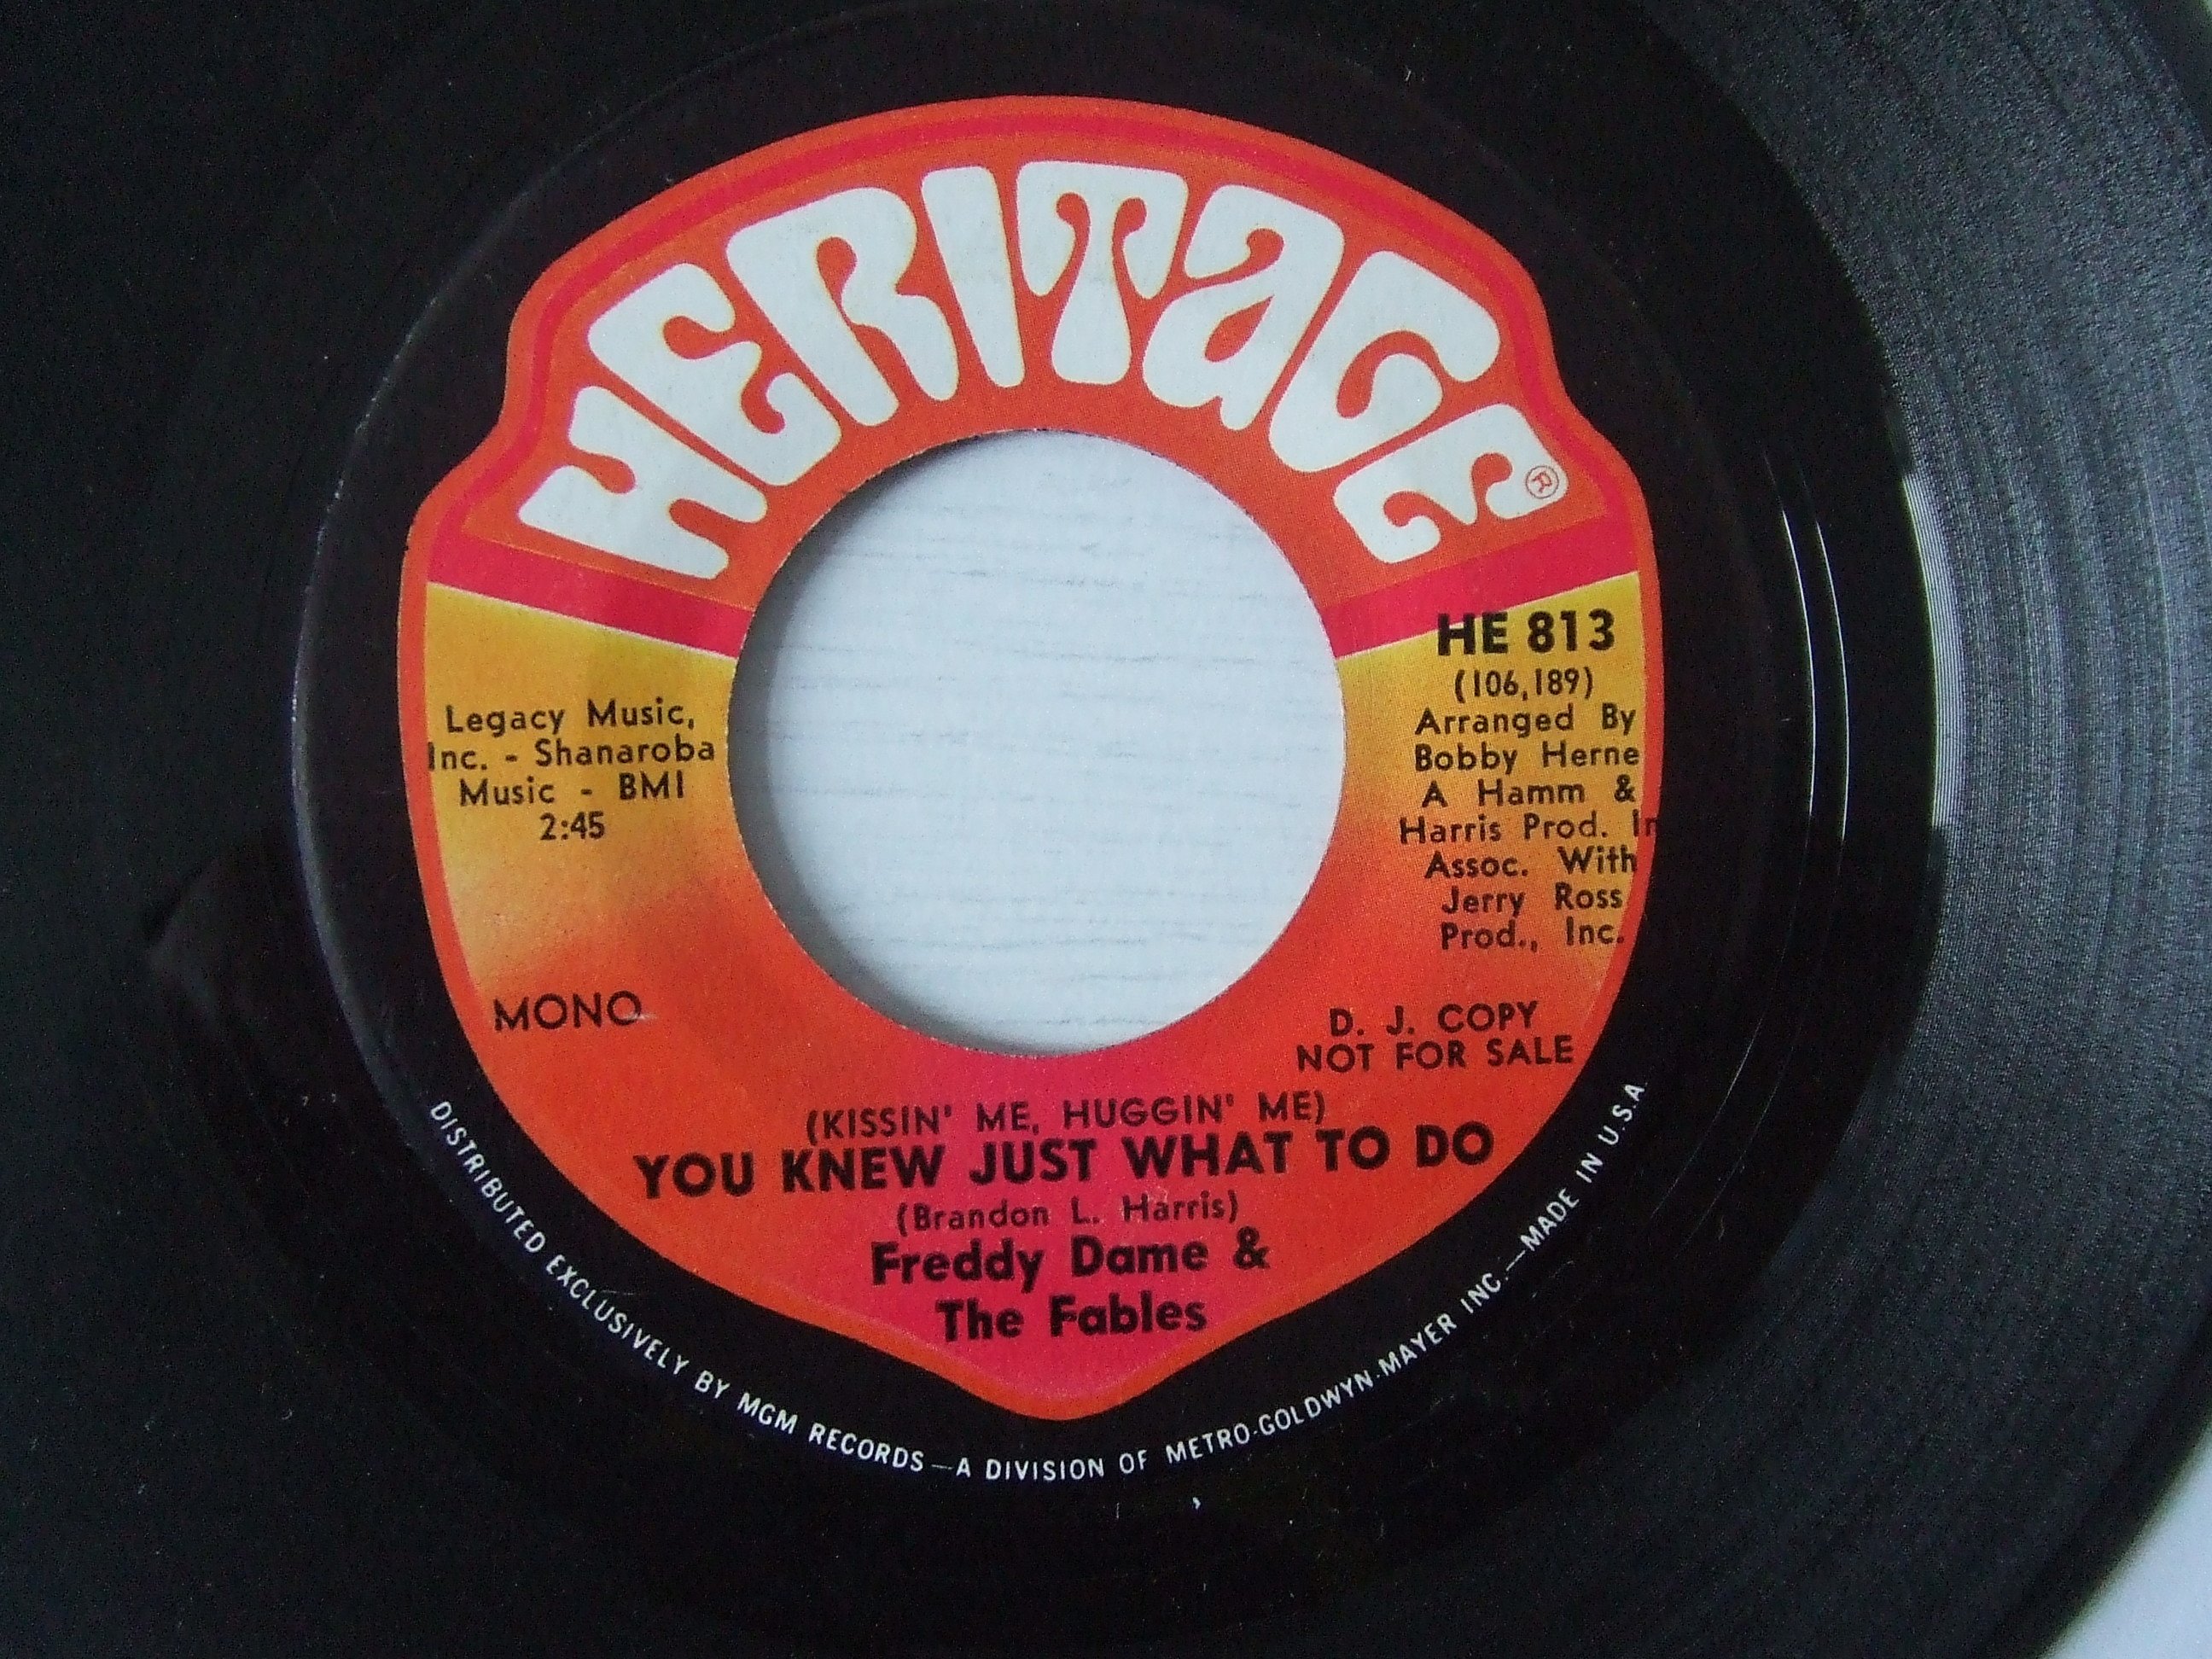 HERITAGE ®
HE 813
(106,189)
Arranged By
Bobby Herne
A Hamm &
Harris Prod. In
Assoc. With
Jerry Ross
Prod., Inc.
Legacy Music,
Inc. - Shanaroba
Music - BMI
2:45
MONO
D. J. COPY
NOT FOR SALE
(KISSIN' ME, HUGGIN' ME)
YOU KNEW JUST WHAT TO DO
(Brandon L. Harris)
Freddy Dame &
The Fables
DISTRIBUTED EXCLUSIVELY BY MGM RECORDS—A DIVISION OF METRO-GOLDWYN-MAYER INC.—MADE IN U.S.A